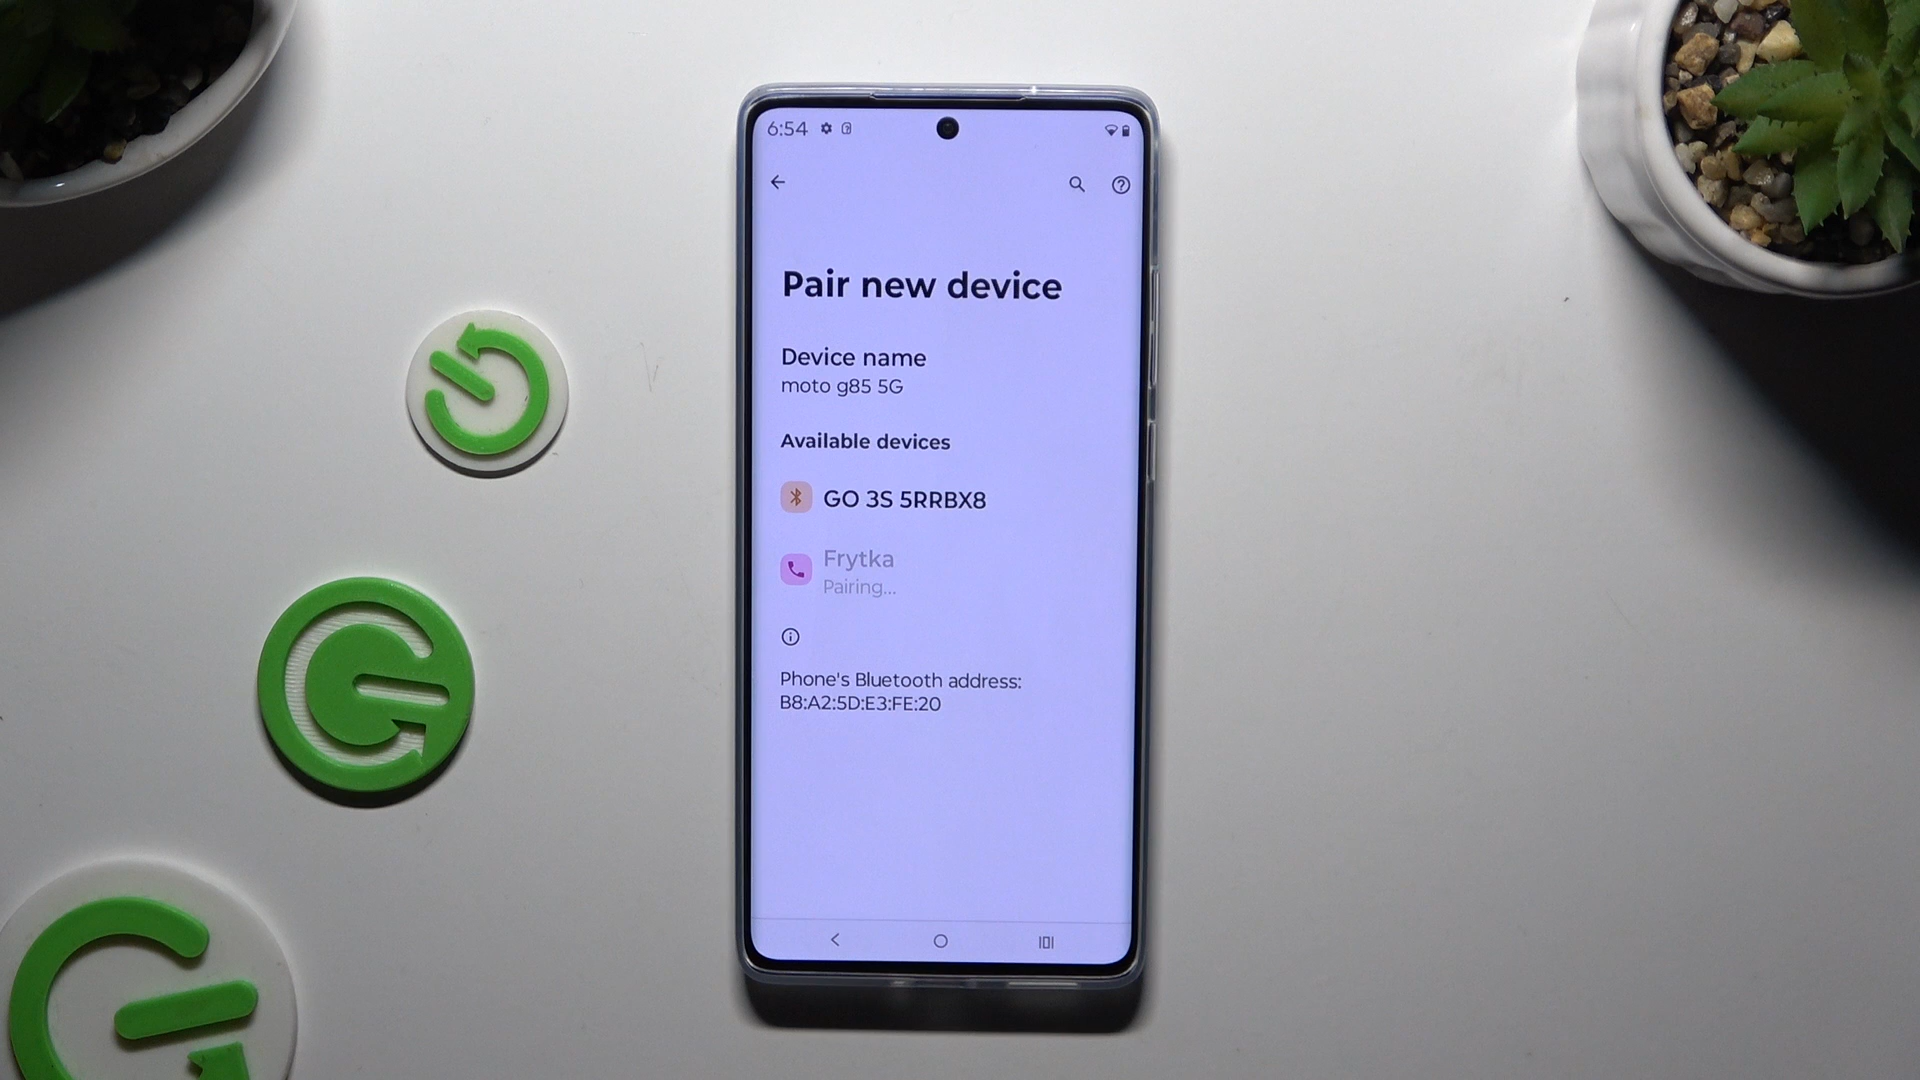 6:54
Pair new device
Device name
moto g85 5G
Available devices
GO 3S 5RRBX8
Frytka
Pairing...
Phone's Bluetooth address:
B8:A2:5D:E3:FE:20